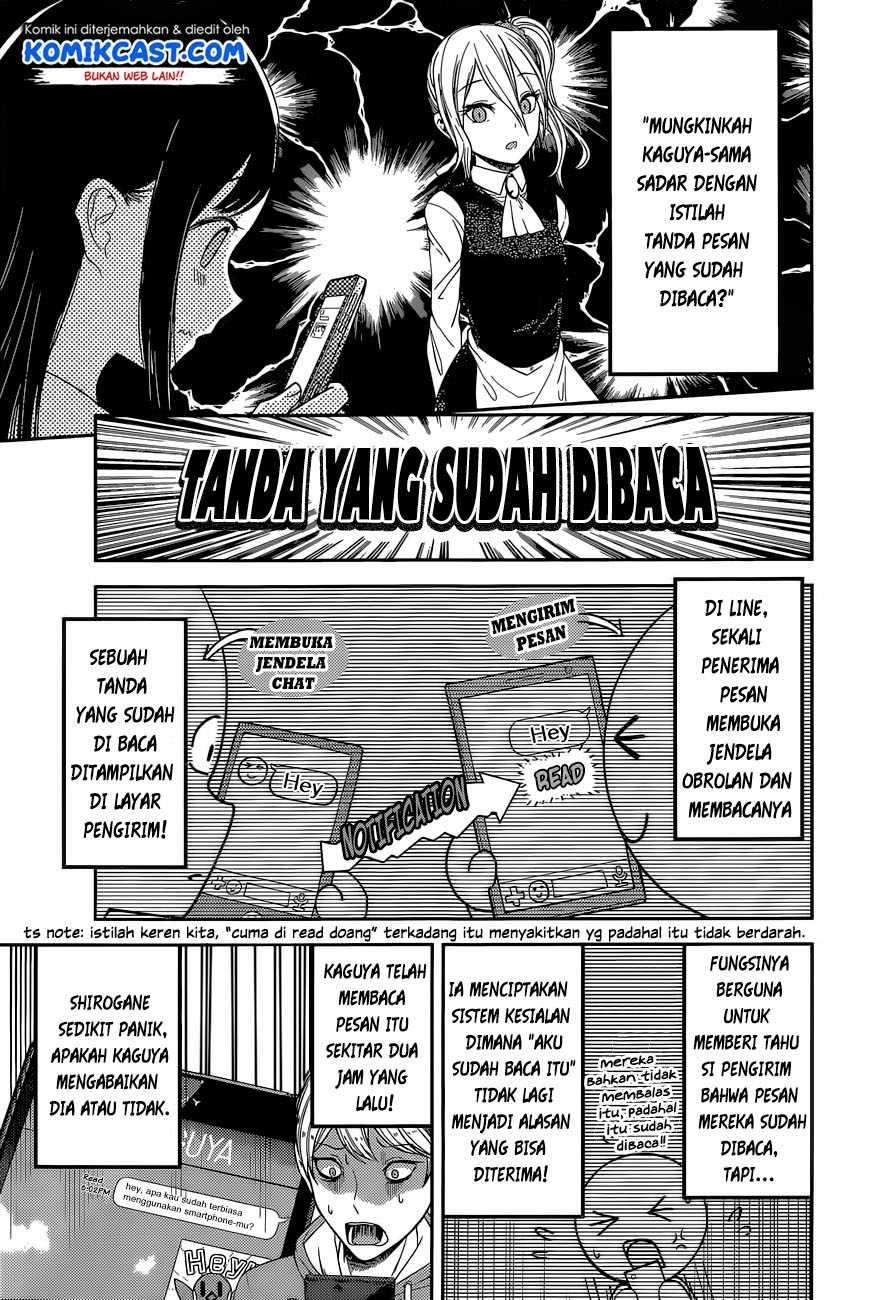 Komik ini diterjemahkan & diedit oleh
KOMIKCAST.COM
BUKAN WEB LAIN!!
"MUNGKINKAH
KAGUYA-SAMA
SADAR DENGAN
ISTILAH
TANDA PESAN
YANG SUDAH
DIBACA?"
TANDA YANG SUDAH DIBACA
DI LINE,
SEKALI
PENERIMA
PESAN
MEMBUKA
JENDELA
OBROLAN DAN
MEMBACANYA
MENGIRIM
PESAN
Hey
READ
NOTIFICATION
MEMBUKA
JENDELA
CHAT
Hey
SEBUAH
TANDA
YANG SUDAH
DI BACA
DITAMPILKAN
DI LAYAR
PENGIRIM!
ts note: istilah keren kita, "cuma di read doang" terkadang itu menyakitkan yg padahal itu tidak berdarah.
FUNGSINYA
BERGUNA
UNTUK
MEMBERI TAHU
SI PENGIRIM
BAHWA PESAN
MEREKA SUDAH
DIBACA,
TAPI...
mereka
bahkan tidak
membalas
itu, padahal
itu sudah
dibaca!!
IA MENCIPTAKAN
SISTEM KESIALAN
DIMANA "AKU
SUDAH BACA ITU"
TIDAK LAGI
MENJADI ALASAN
YANG BISA
DITERIMA!
KAGUYA TELAH
MEMBACA
PESAN ITU
SEKITAR DUA
JAM YANG
LALU!
SHIROGANE
SEDIKIT PANIK,
APAKAH KAGUYA
MENGABAIKAN
DIA ATAU TIDAK.
GUYA
Read
6:02PM
hey, apa kau sudah terbiasa
menggunakan smartphone-mu?
Hey!